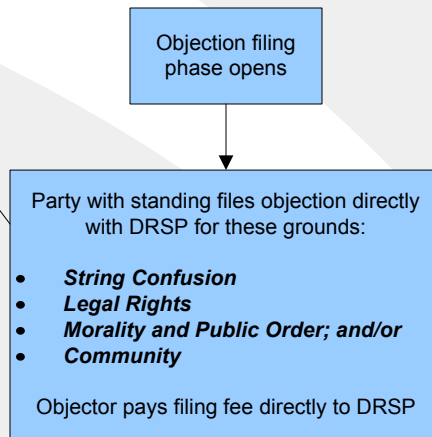 Objection filing
phase opens
Party with standing files objection directly
with DRSP for these grounds:
• String Confusion
• Legal Rights
• Morality and Public Order; and/or
• Community
Objector pays filing fee directly to DRSP